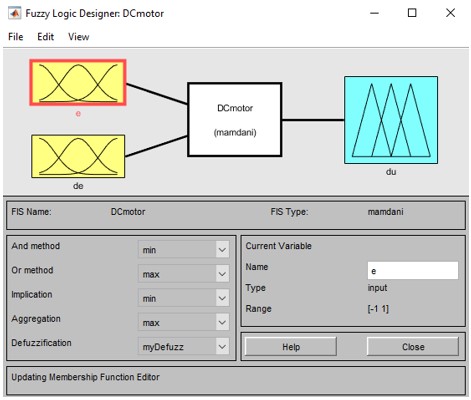 Fuzzy Logic Designer: DCmotor
File Edit View
DCmotor
(mamdani)
e
de
du
FIS Name: DCmotor FIS Type: mamdani
And method min
Or method max
Implication min
Aggregation max
Defuzzification myDefuzz
Current Variable
Name e
Type input
Range [-1 1]
Help Close
Updating Membership Function Editor